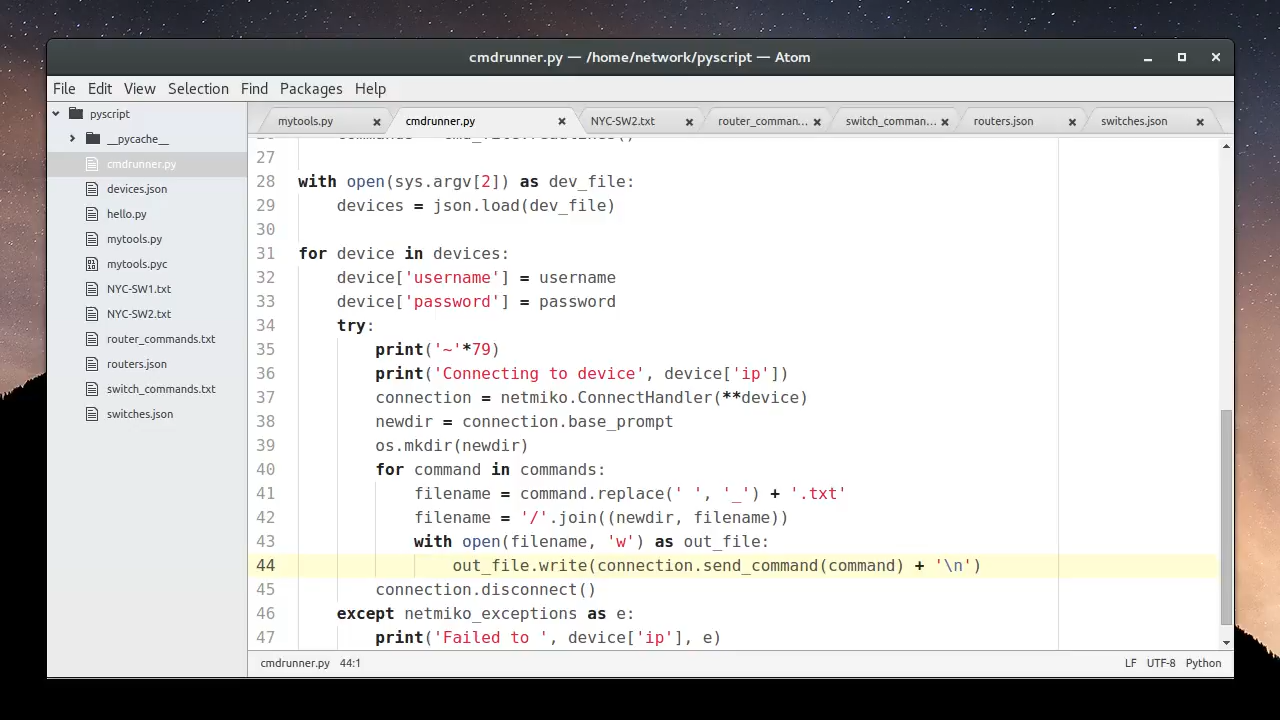 cmdrunner.py — /home/network/pyscript — Atom
File Edit View Selection Find Packages Help
pyscript
__pycache__
cmdrunner.py
devices.json
hello.py
mytools.py
mytools.pyc
NYC-SW1.txt
NYC-SW2.txt
router_commands.txt
routers.json
switch_commands.txt
switches.json
mytools.py cmdrunner.py NYC-SW2.txt router_comman... switch_comman... routers.json switches.json
27
28 with open(sys.argv[2]) as dev_file:
29     devices = json.load(dev_file)
30
31 for device in devices:
32     device['username'] = username
33     device['password'] = password
34     try:
35         print('~'*79)
36         print('Connecting to device', device['ip'])
37         connection = netmiko.ConnectHandler(**device)
38         newdir = connection.base_prompt
39         os.mkdir(newdir)
40         for command in commands:
41             filename = command.replace(' ', '_') + '.txt'
42             filename = '/'.join((newdir, filename))
43             with open(filename, 'w') as out_file:
44                 out_file.write(connection.send_command(command) + '\n')
45         connection.disconnect()
46     except netmiko_exceptions as e:
47         print('Failed to ', device['ip'], e)
cmdrunner.py 44:1 LF UTF-8 Python